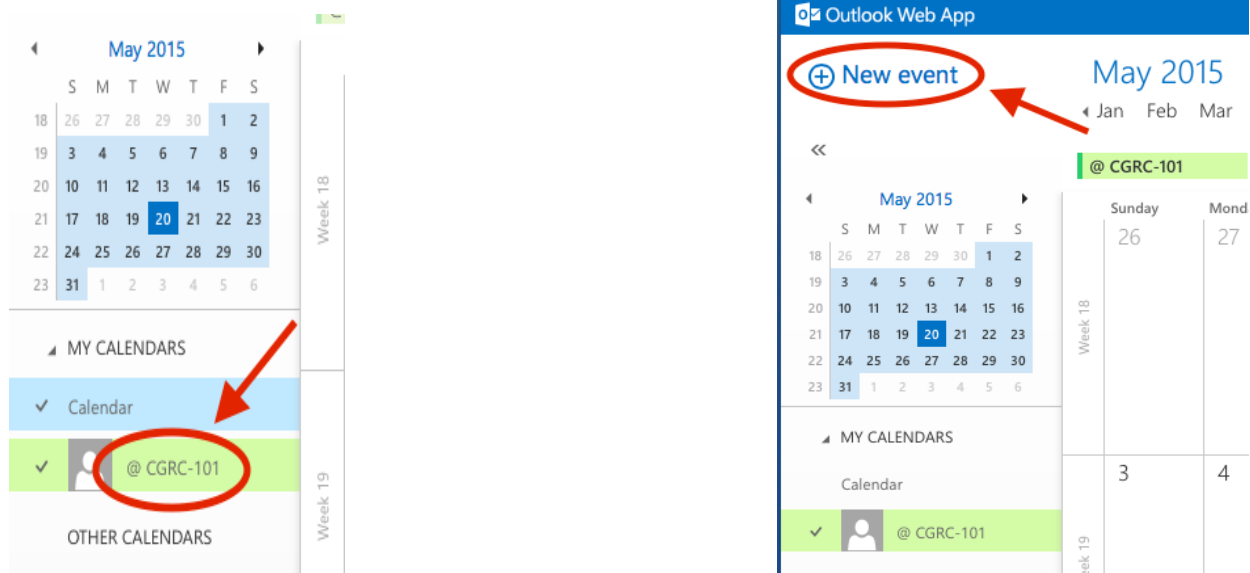 May 2015
S M T W T F S
18 26 27 28 29 30 1 2
19 3 4 5 6 7 8 9
20 10 11 12 13 14 15 16
21 17 18 19 20 21 22 23
22 24 25 26 27 28 29 30
23 31 1 2 3 4 5 6
MY CALENDARS
Calendar
@ CGRC-101
OTHER CALENDARS
Week 18
Week 19
Outlook Web App
New event
May 2015
S M T W T F S
18 26 27 28 29 30 1 2
19 3 4 5 6 7 8 9
20 10 11 12 13 14 15 16
21 17 18 19 20 21 22 23
22 24 25 26 27 28 29 30
23 31 1 2 3 4 5 6
MY CALENDARS
Calendar
@ CGRC-101
May 2015
Jan Feb Mar
@ CGRC-101
Sunday Mond
26 27
Week 18
3 4
ek 19